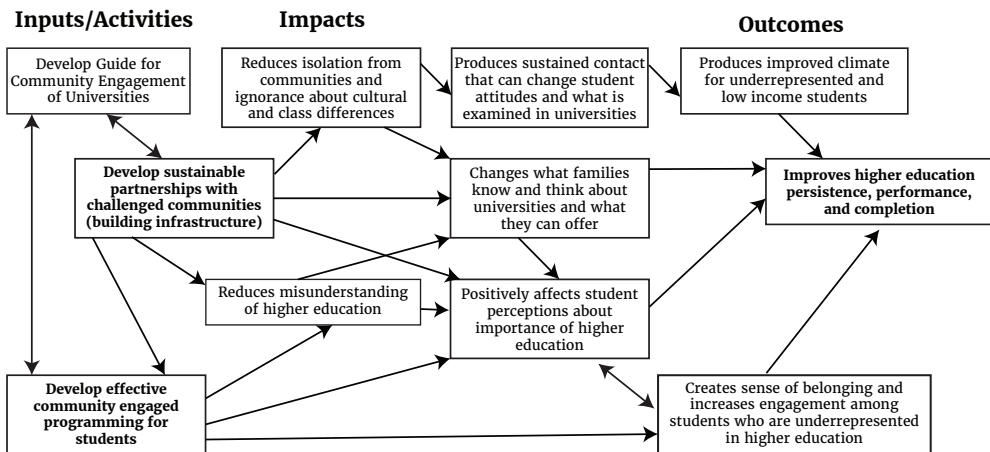 Inputs/Activities
Impacts
Outcomes
Develop Guide for
Community Engagement
of Universities
Reduces isolation from
communities and
ignorance about cultural
and class differences
Produces sustained contact
that can change student
attitudes and what is
examined in universities
Produces improved climate
for underrepresented and
low income students
Develop sustainable
partnerships with
challenged communities
(building infrastructure)
Changes what families
know and think about
universities and what
they can offer
Improves higher education
persistence, performance,
and completion
Reduces misunderstanding
of higher education
Positively affects student
perceptions about
importance of higher
education
Develop effective
community engaged
programming for
students
Creates sense of belonging and
increases engagement among
students who are underrepresented
in higher education